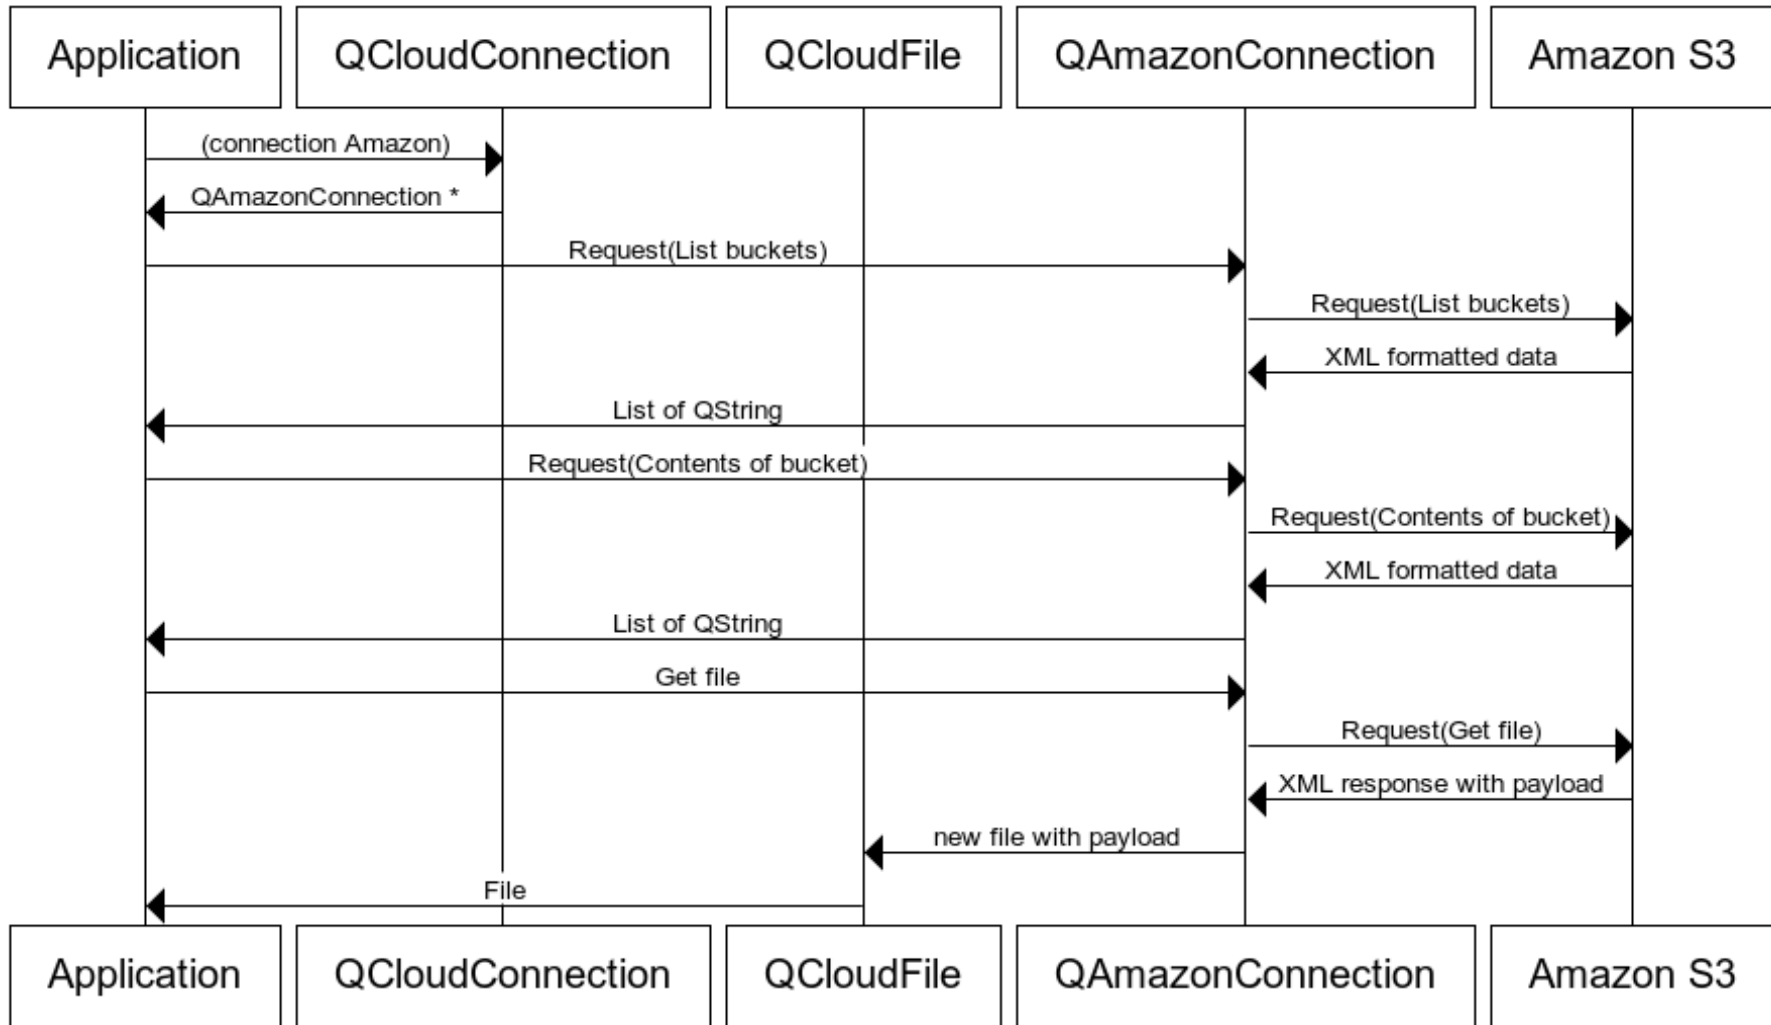 Application
QCloudConnection
QCloudFile
QAmazonConnection
Amazon S3
(connection Amazon)
QAmazonConnection *
Request(List buckets)
Request(List buckets)
XML formatted data
List of QString
Request(Contents of bucket)
Request(Contents of bucket)
XML formatted data
List of QString
Get file
Request(Get file)
XML response with payload
new file with payload
File
Application
QCloudConnection
QCloudFile
QAmazonConnection
Amazon S3